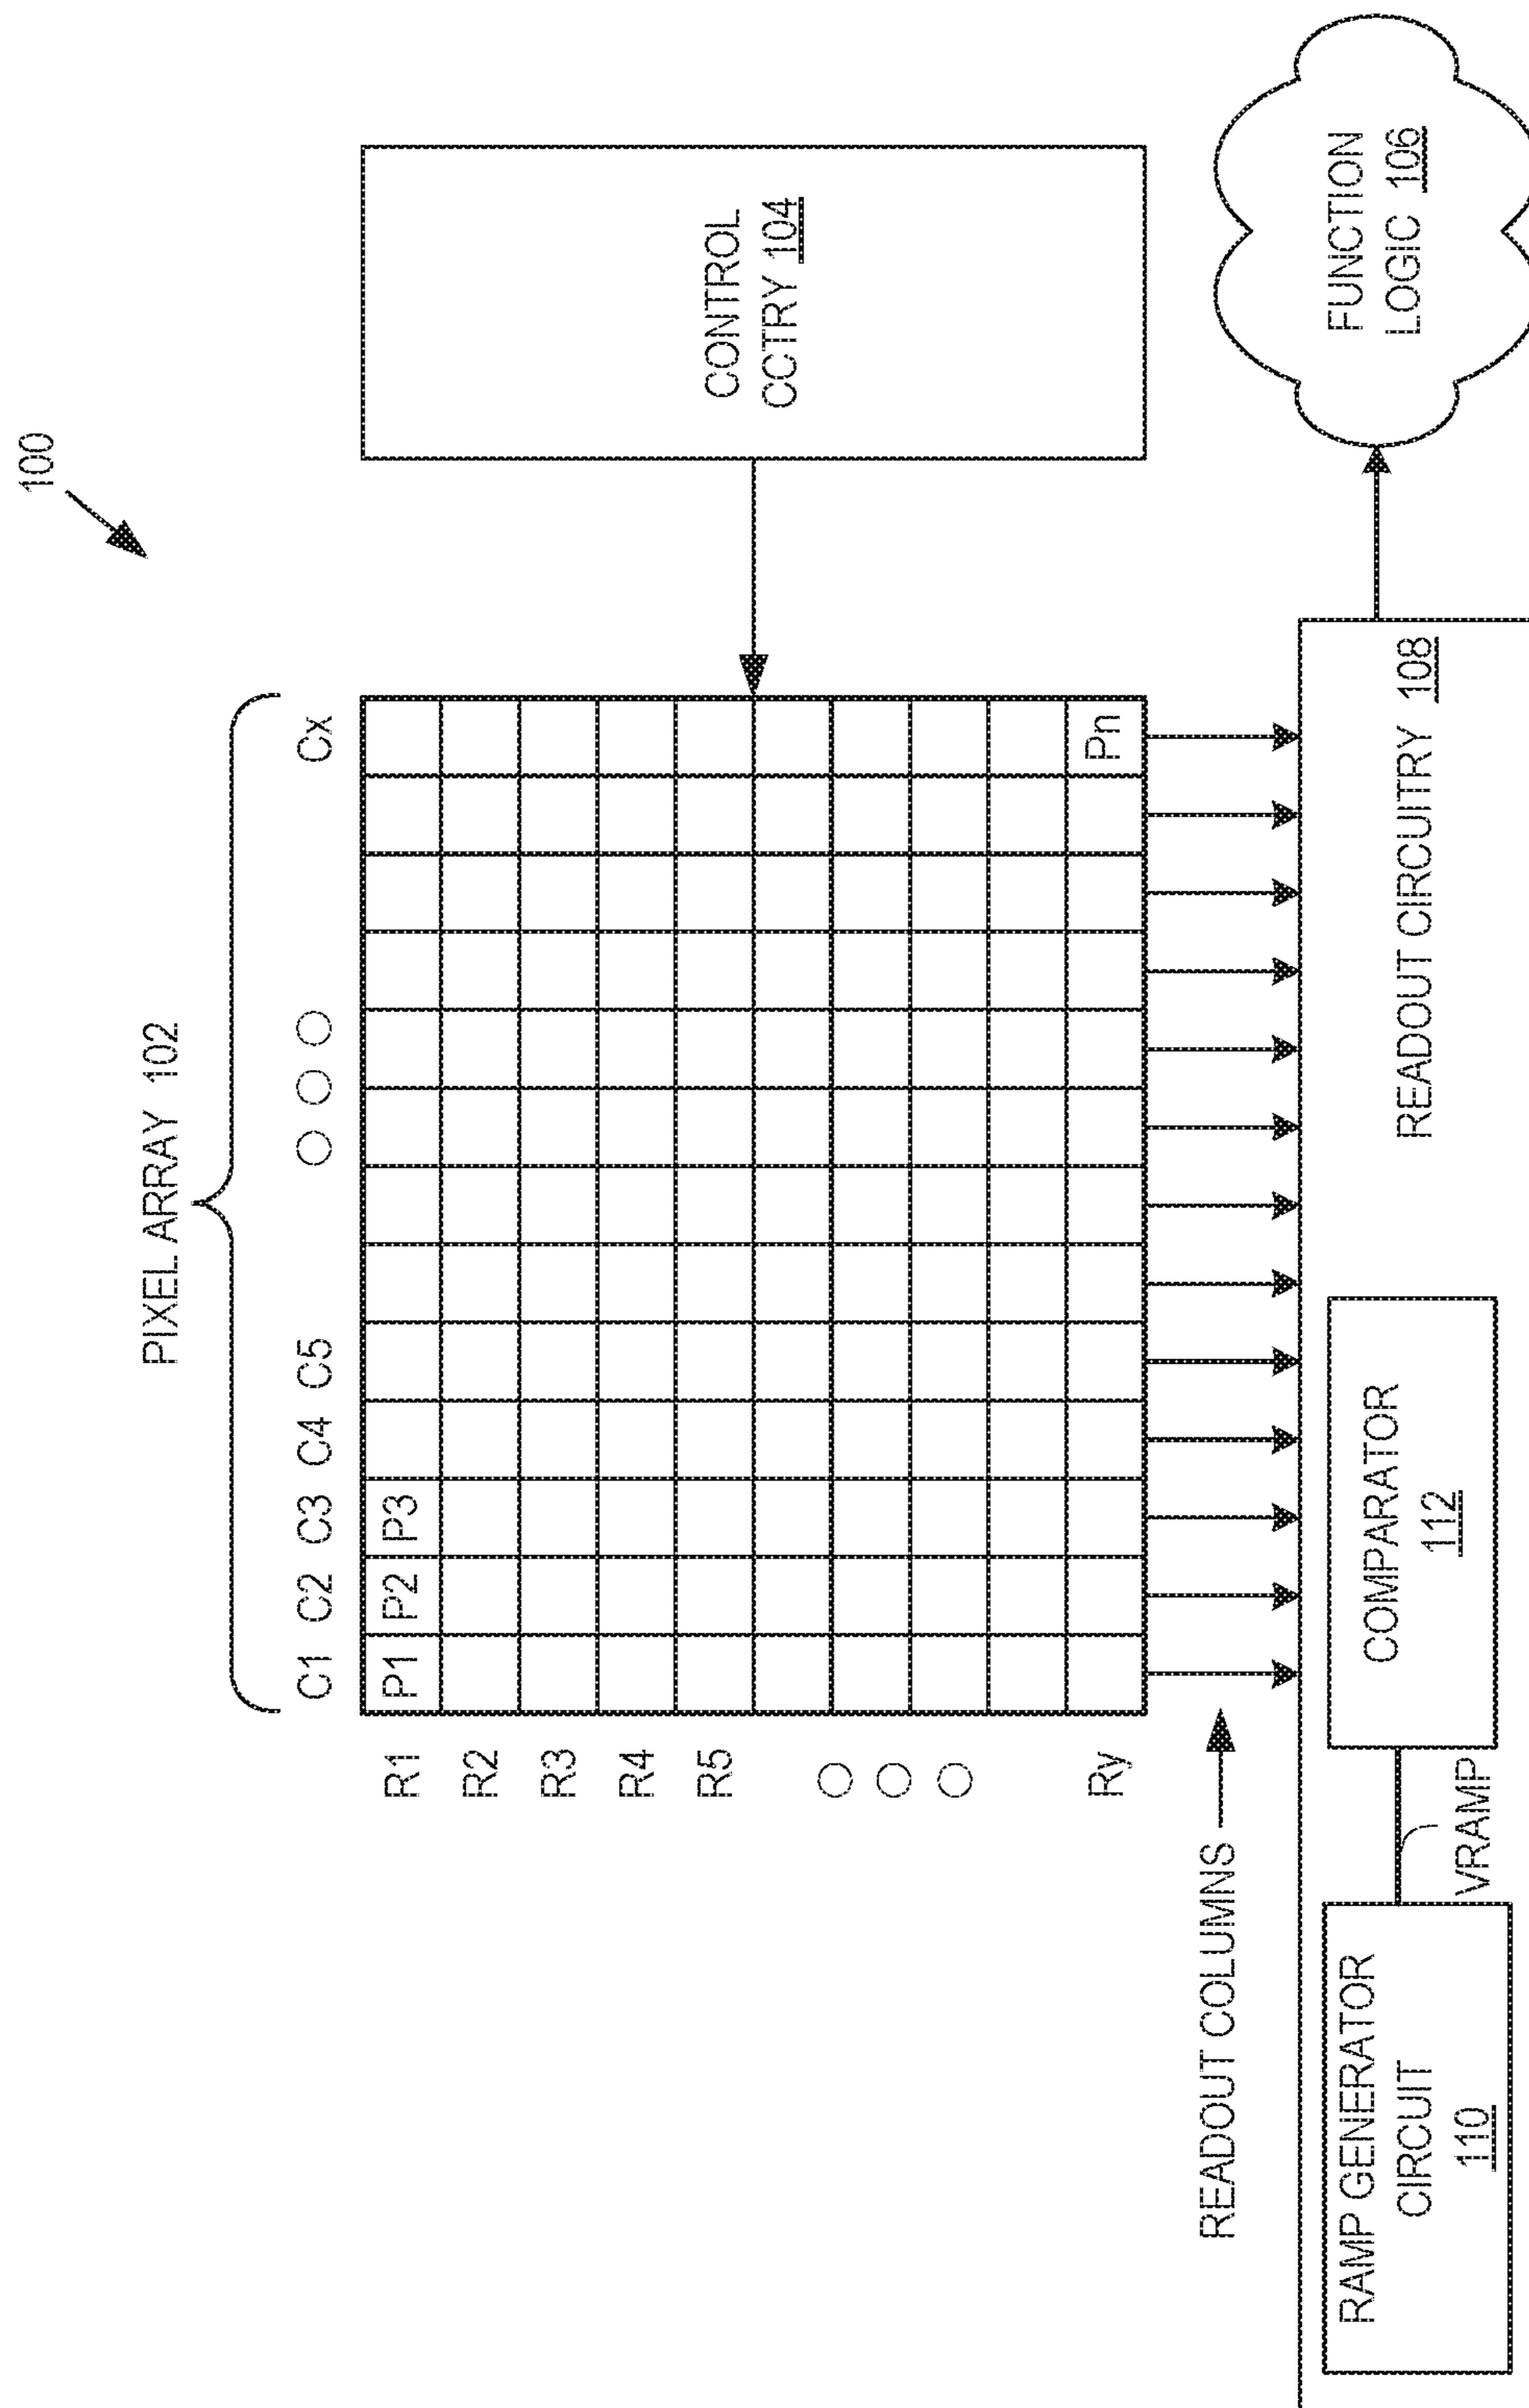 100
PIXEL ARRAY 102
C1 C2 C3 C4 C5 Cx
R1 P1 P2 P3
R2
R3
R4
R5
Ry Pn
CONTROL
CCTRY 104
READOUT COLUMNS
RAMP GENERATOR
CIRCUIT
110
VRAMP
COMPARATOR
112
READOUT CIRCUITRY 108
FUNCTION
LOGIC 106